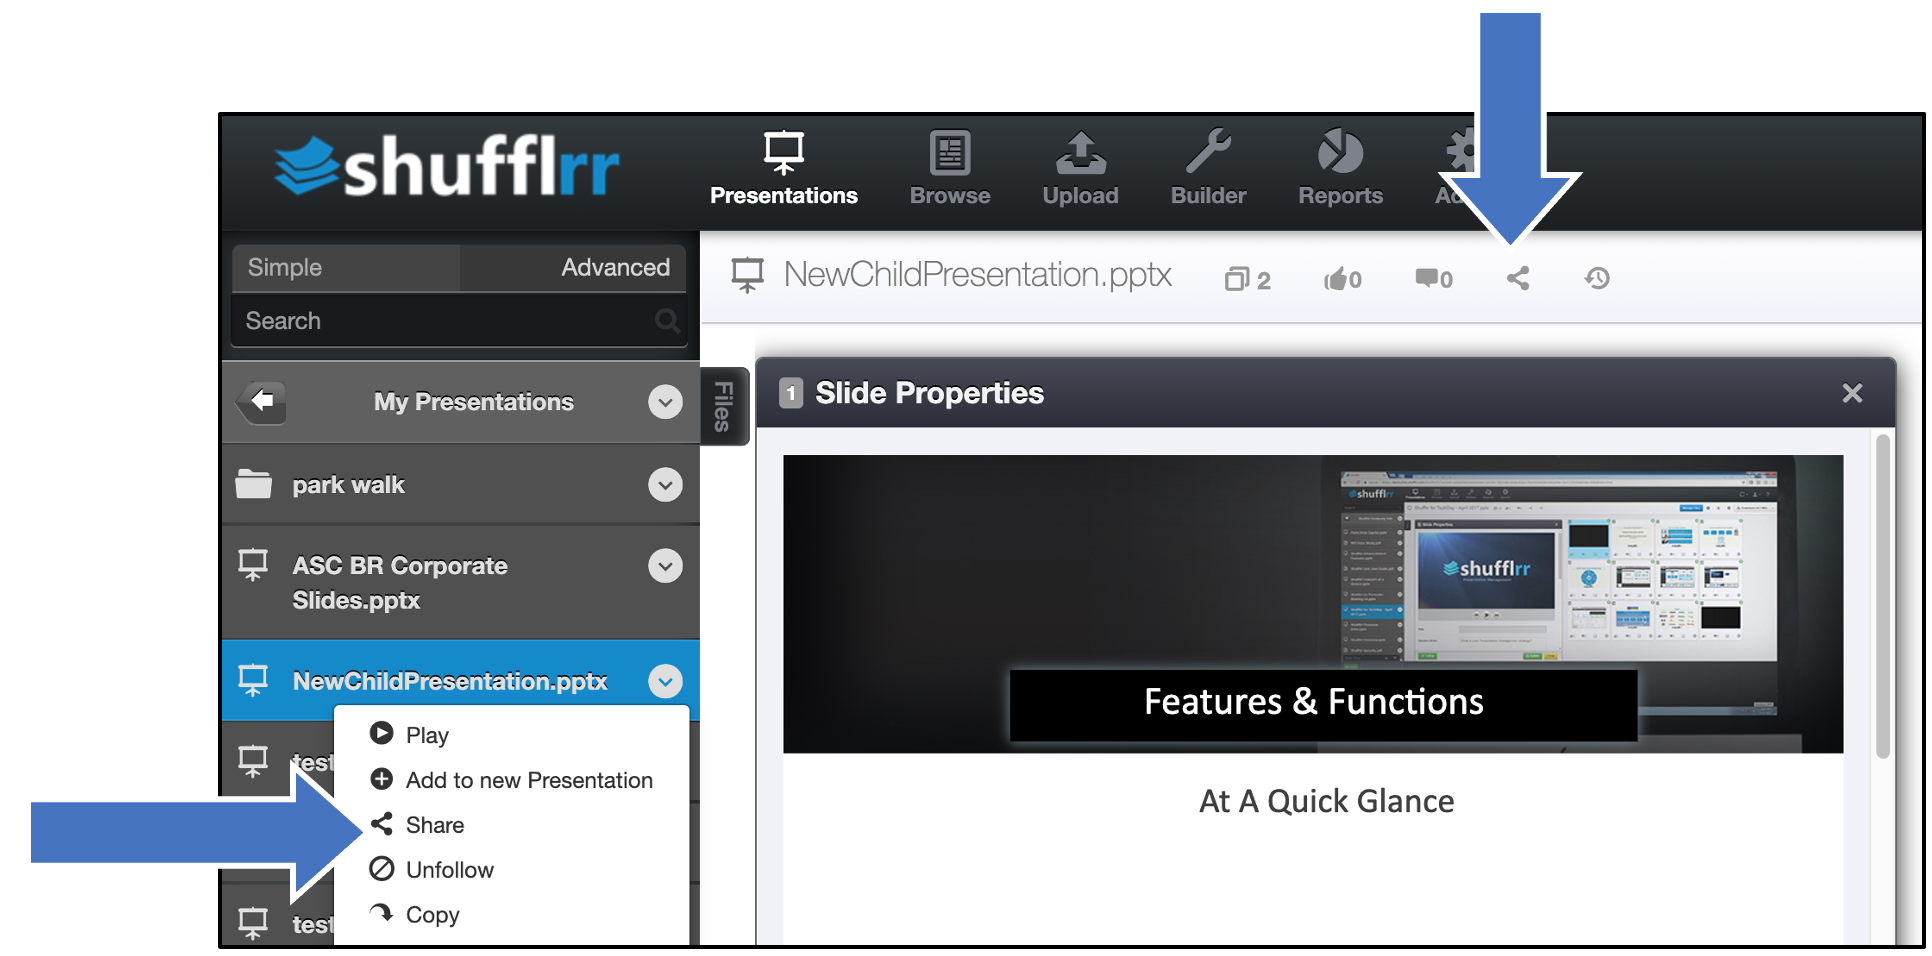 shufflrr
Presentations
Browse
Upload
Builder
Reports
Simple
Advanced
Search
NewChildPresentation.pptx
2
0
0
My Presentations
Files
park walk
ASC BR Corporate
Slides.pptx
NewChildPresentation.pptx
Play
Add to new Presentation
Share
Unfollow
Copy
test
test
1 Slide Properties
shufflrr
shufflrr
Features & Functions
At A Quick Glance